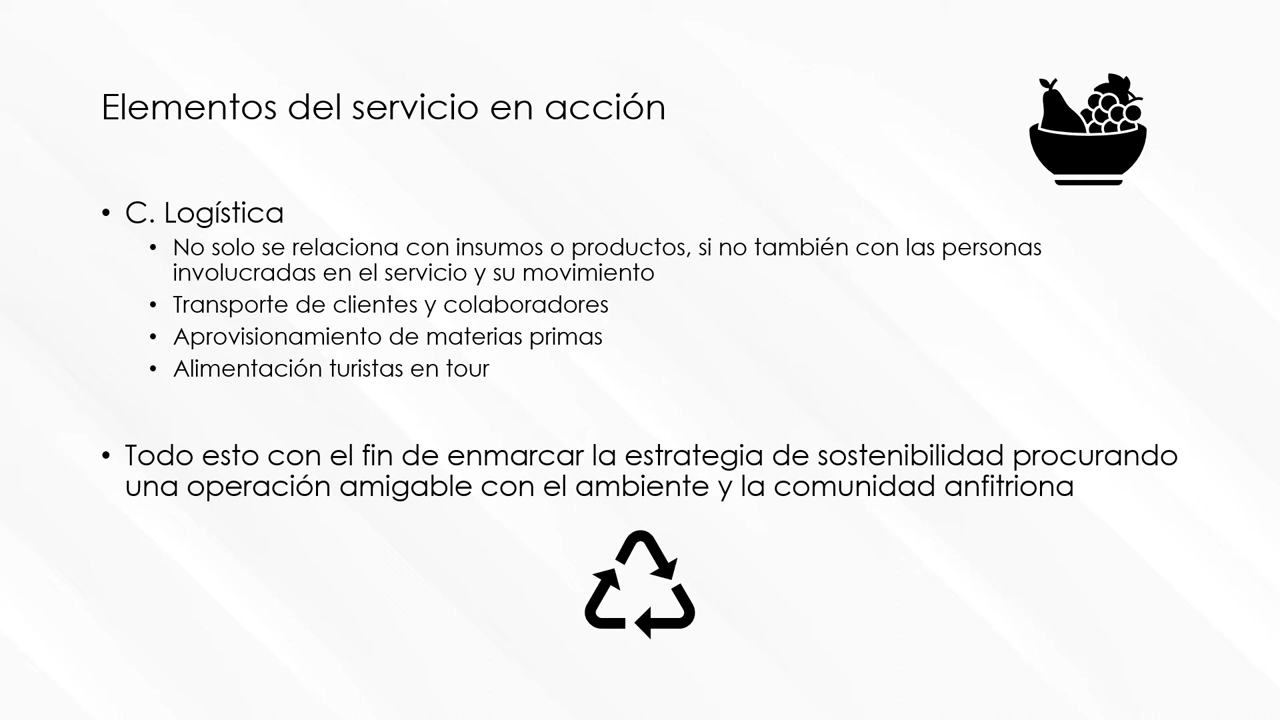 Elementos del servicio en acción
• C. Logística
• No solo se relaciona con insumos o productos, si no también con las personas
involucradas en el servicio y su movimiento
• Transporte de clientes y colaboradores
• Aprovisionamiento de materias primas
• Alimentación turistas en tour
• Todo esto con el fin de enmarcar la estrategia de sostenibilidad procurando
una operación amigable con el ambiente y la comunidad anfitriona